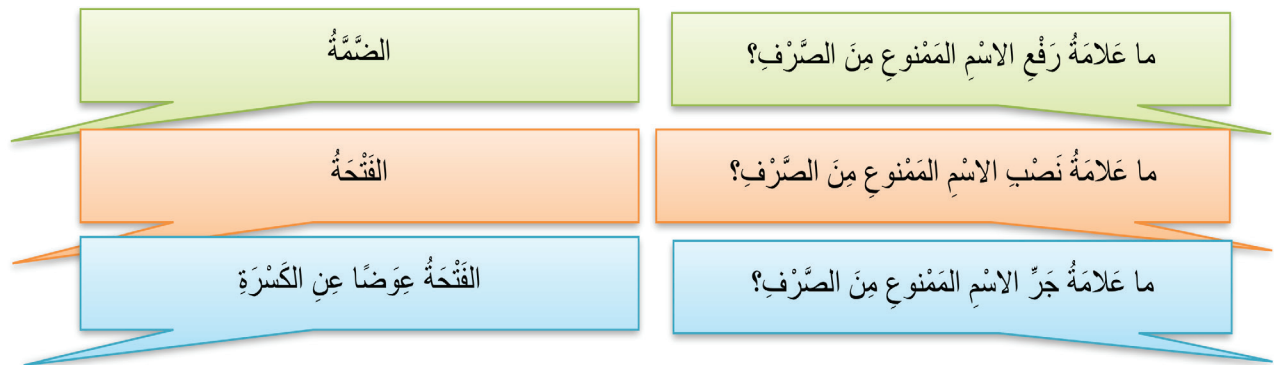 ما عَلامَةُ رَفْعِ الاسْمِ المَمْنوعِ مِنَ الصَّرْفِ؟
الضَّمَّةُ
ما عَلامَةُ نَصْبِ الاسْمِ المَمْنوعِ مِنَ الصَّرْفِ؟
الفَتْحَةُ
ما عَلامَةُ جَرِّ الاسْمِ المَمْنوعِ مِنَ الصَّرْفِ؟
الفَتْحَةُ عِوَضًا عِنِ الكَسْرَةِ